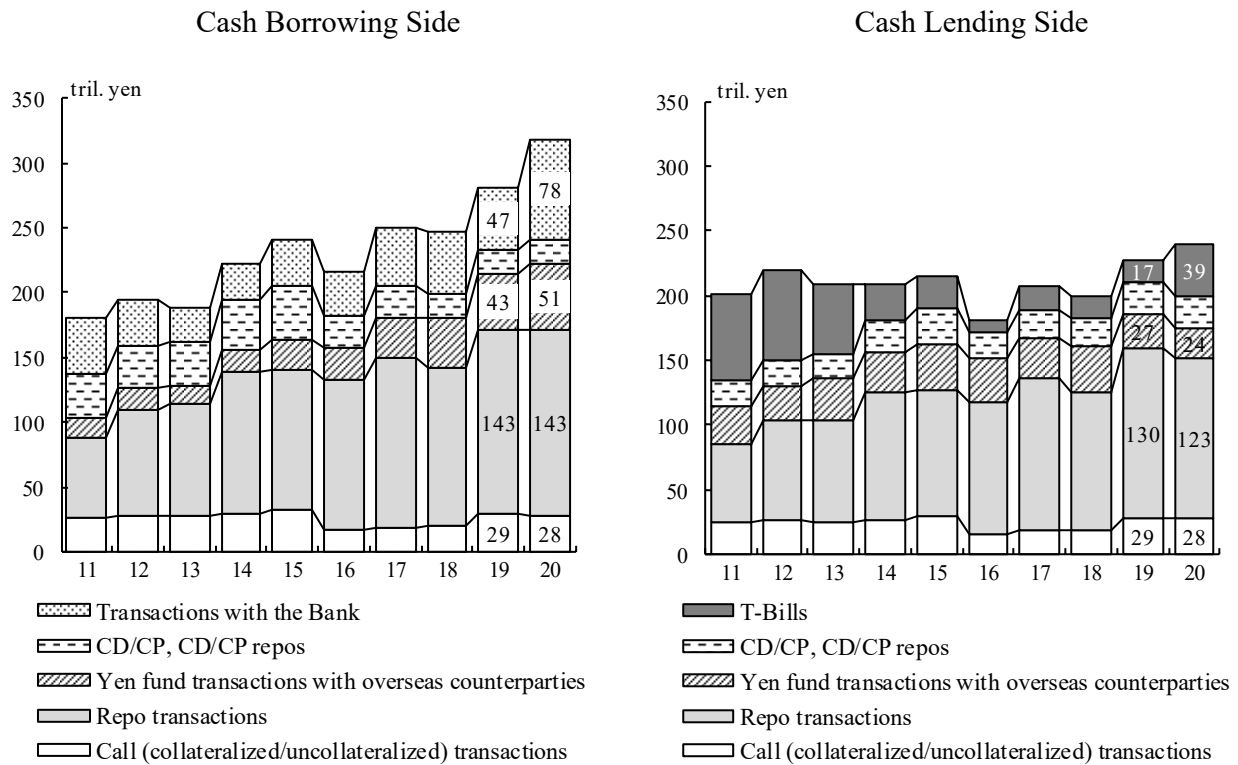 Cash Borrowing Side
tril. yen
350
300
250
200
150
100
50
0
78
47
43
51
143
143
29
28
11 12 13 14 15 16 17 18 19 20
Transactions with the Bank
CD/CP, CD/CP repos
Yen fund transactions with overseas counterparties
Repo transactions
Call (collateralized/uncollateralized) transactions
Cash Lending Side
tril. yen
350
300
250
200
150
100
50
0
17
39
27
24
130
123
29
28
11 12 13 14 15 16 17 18 19 20
T-Bills
CD/CP, CD/CP repos
Yen fund transactions with overseas counterparties
Repo transactions
Call (collateralized/uncollateralized) transactions